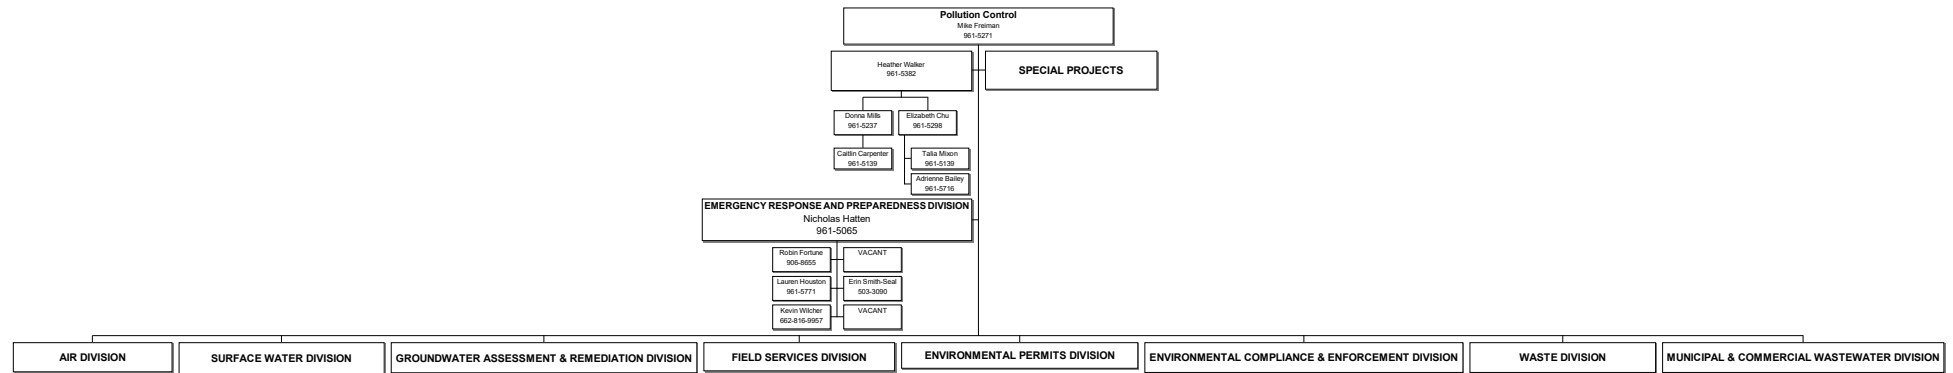 Pollution Control
Mike Freiman
961-5271
Heather Walker
961-5382
SPECIAL PROJECTS
Donna Mills
961-5237
Elizabeth Chu
961-5298
Caitlin Carpenter
961-5139
Talia Mixon
961-5139
Adrienne Bailey
961-5716
EMERGENCY RESPONSE AND PREPAREDNESS DIVISION
Nicholas Hatten
961-5065
Robin Fortune
906-8655
VACANT
Lauren Houston
961-5771
Erin Smith-Seal
503-3090
Kevin Wilcher
662-816-9957
VACANT
AIR DIVISION
SURFACE WATER DIVISION
GROUNDWATER ASSESSMENT & REMEDIATION DIVISION
FIELD SERVICES DIVISION
ENVIRONMENTAL PERMITS DIVISION
ENVIRONMENTAL COMPLIANCE & ENFORCEMENT DIVISION
WASTE DIVISION
MUNICIPAL & COMMERCIAL WASTEWATER DIVISION